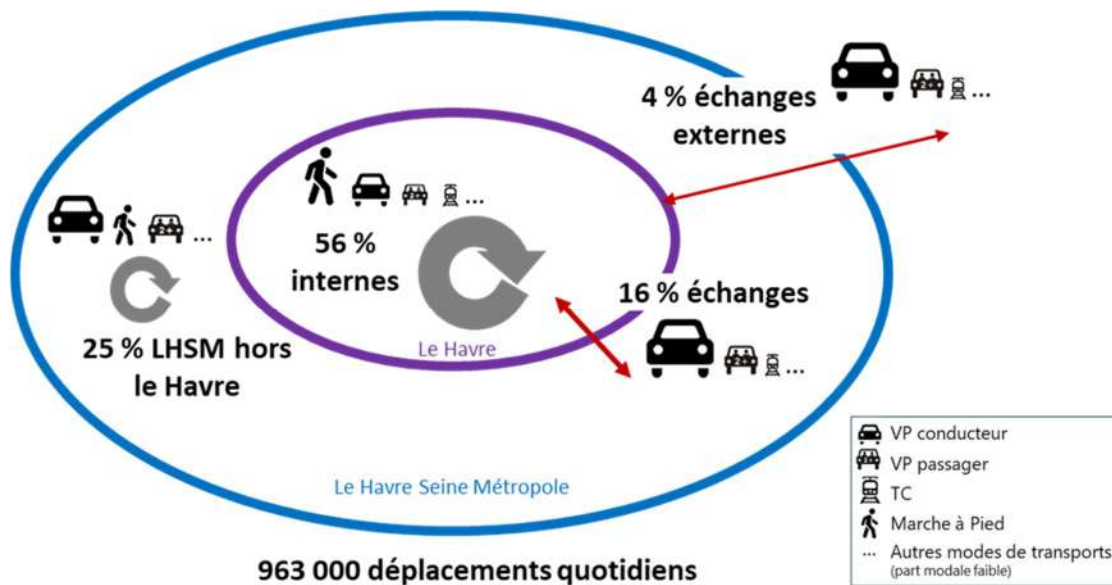 4 % échanges
externes
...
...
...
56 %
internes
16 % échanges
25 % LHSM hors
le Havre
Le Havre
...
Le Havre Seine Métropole
963 000 déplacements quotidiens
VP conducteur
VP passager
TC
Marche à Pied
... Autres modes de transports
(part modale faible)